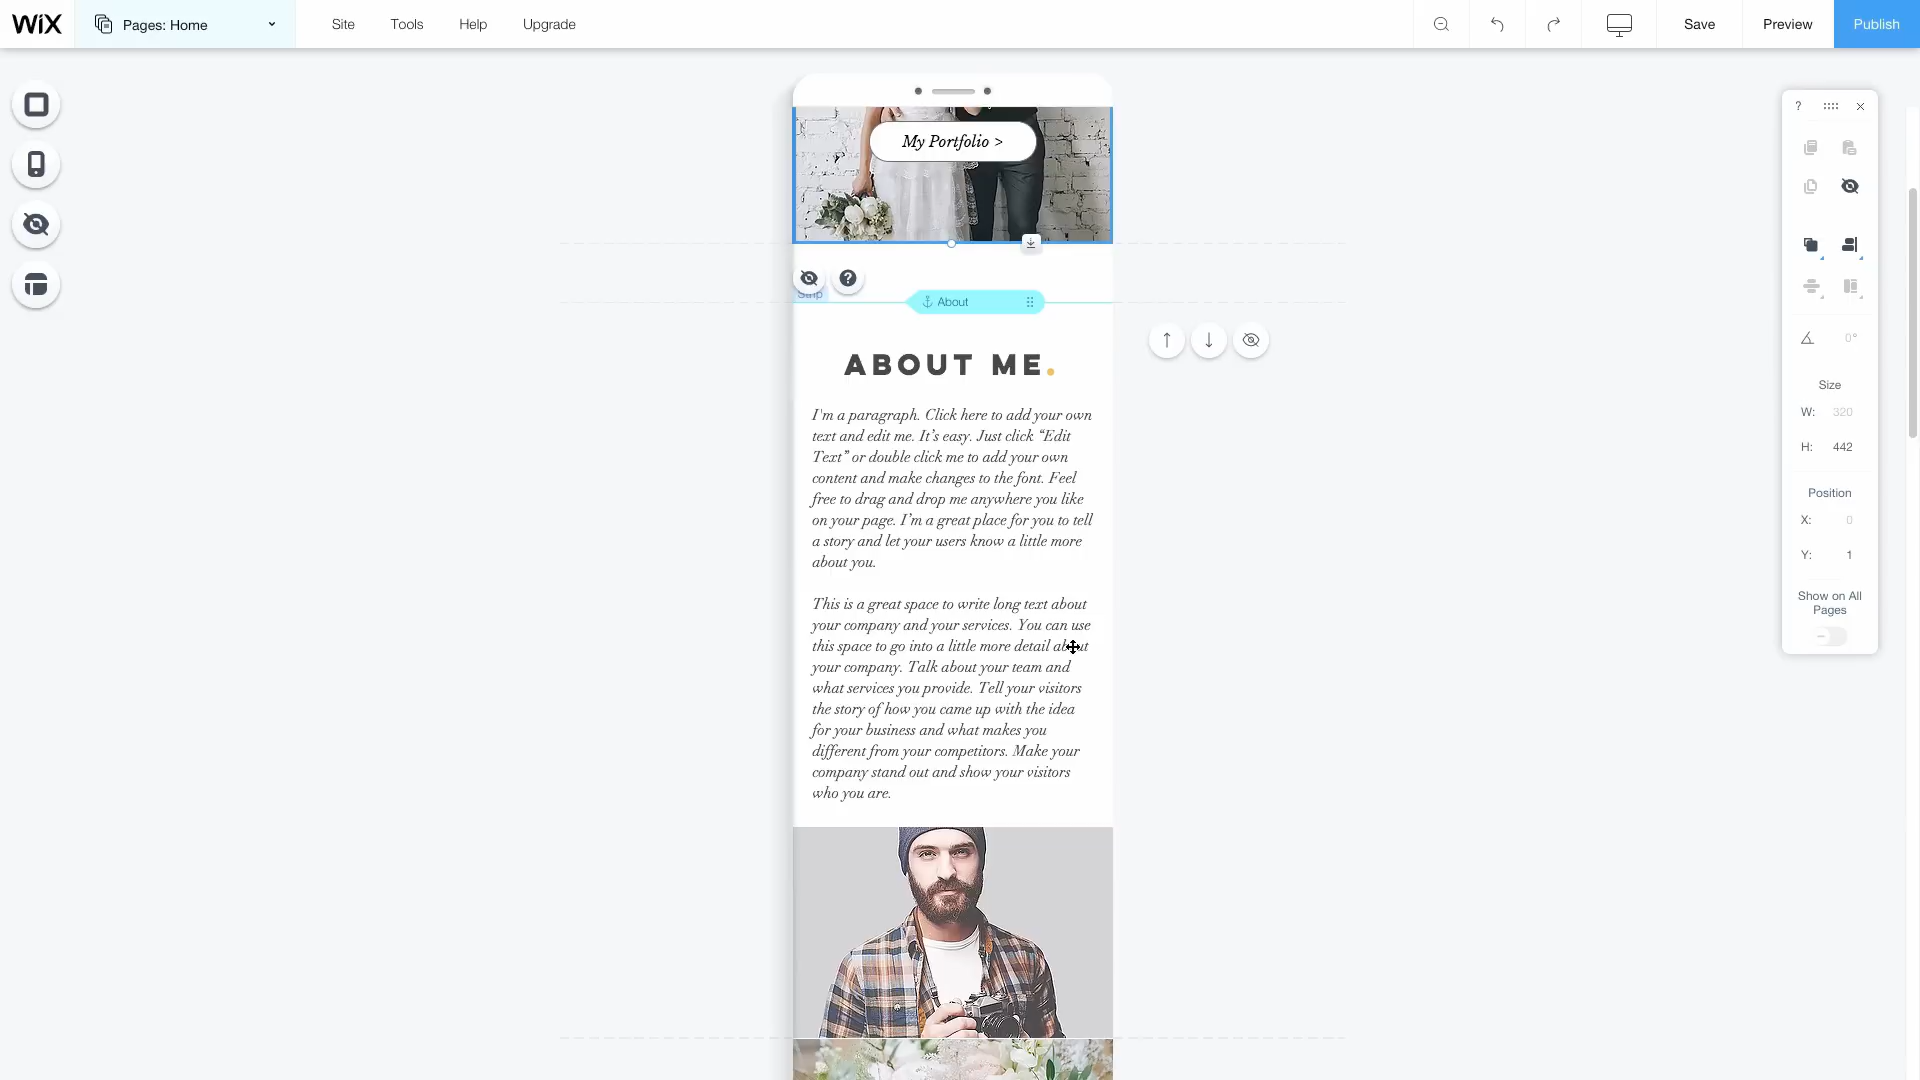 WiX
Pages: Home
Site
Tools
Help
Upgrade
Save
Preview
Publish
My Portfolio >
?
Strip
About
ABOUT ME.
I'm a paragraph. Click here to add your own
text and edit me. It’s easy. Just click “Edit
Text” or double click me to add your own
content and make changes to the font. Feel
free to drag and drop me anywhere you like
on your page. I’m a great place for you to tell
a story and let your users know a little more
about you.
This is a great space to write long text about
your company and your services. You can use
this space to go into a little more detail about
your company. Talk about your team and
what services you provide. Tell your visitors
the story of how you came up with the idea
for your business and what makes you
different from your competitors. Make your
company stand out and show your visitors
who you are.
?
0°
Size
W: 320
H: 442
Position
X: 0
Y: 1
Show on All
Pages